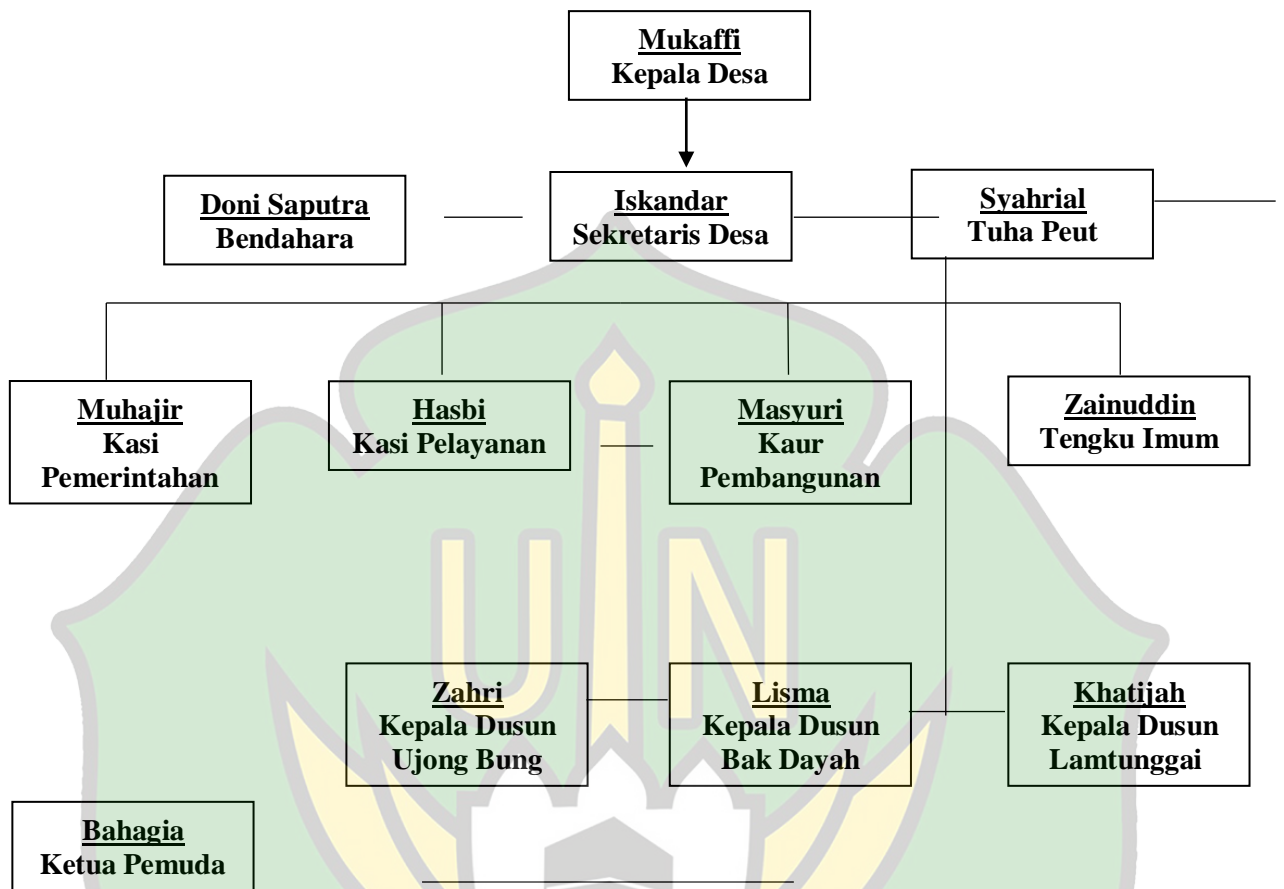 Mukaffi
Kepala Desa
Doni Saputra
Bendahara
Iskandar
Sekretaris Desa
Syahrial
Tuha Peut
Muhajir
Kasi
Pemerintahan
Hasbi
Kasi Pelayanan
Masyuri
Kaur
Pembangunan
Zainuddin
Tengku Imum
UIN
Zahri
Kepala Dusun
Ujong Bung
Lisma
Kepala Dusun
Bak Dayah
Khatijah
Kepala Dusun
Lamtunggai
Bahagia
Ketua Pemuda